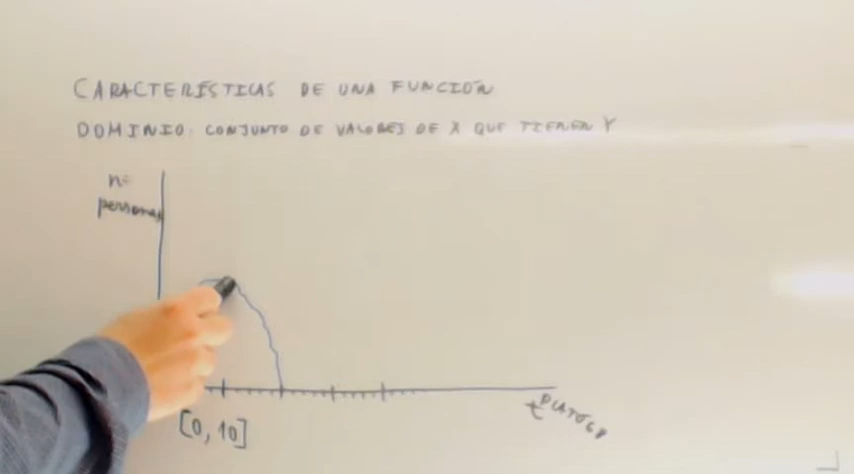 CARACTERÍSTICAS DE UNA FUNCIÓN
DOMINIO: CONJUNTO DE VALORES DE X QUE TIENEN Y
nº
personas
[0, 10]